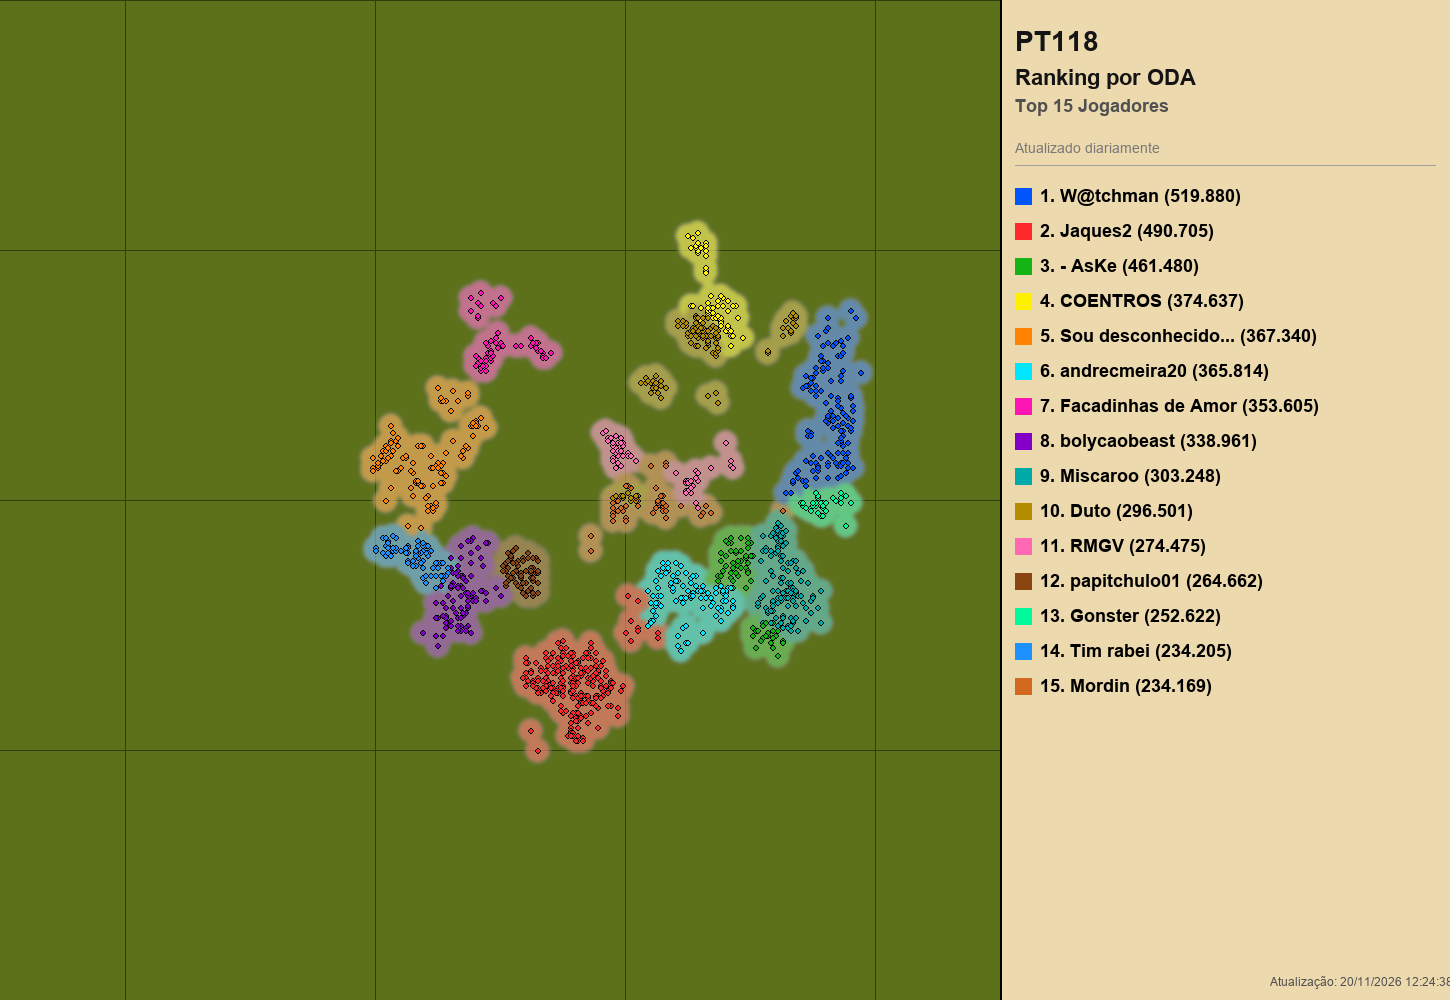 PT118
Ranking por ODA
Top 15 Jogadores
Atualizado diariamente
1. W@tchman (519.880)
2. Jaques2 (490.705)
3. - AsKe (461.480)
4. COENTROS (374.637)
5. Sou desconhecido... (367.340)
6. andrecmeira20 (365.814)
7. Facadinhas de Amor (353.605)
8. bolycaobeast (338.961)
9. Miscaroo (303.248)
10. Duto (296.501)
11. RMGV (274.475)
12. papitchulo01 (264.662)
13. Gonster (252.622)
14. Tim rabei (234.205)
15. Mordin (234.169)
Atualização: 20/11/2026 12:24:38